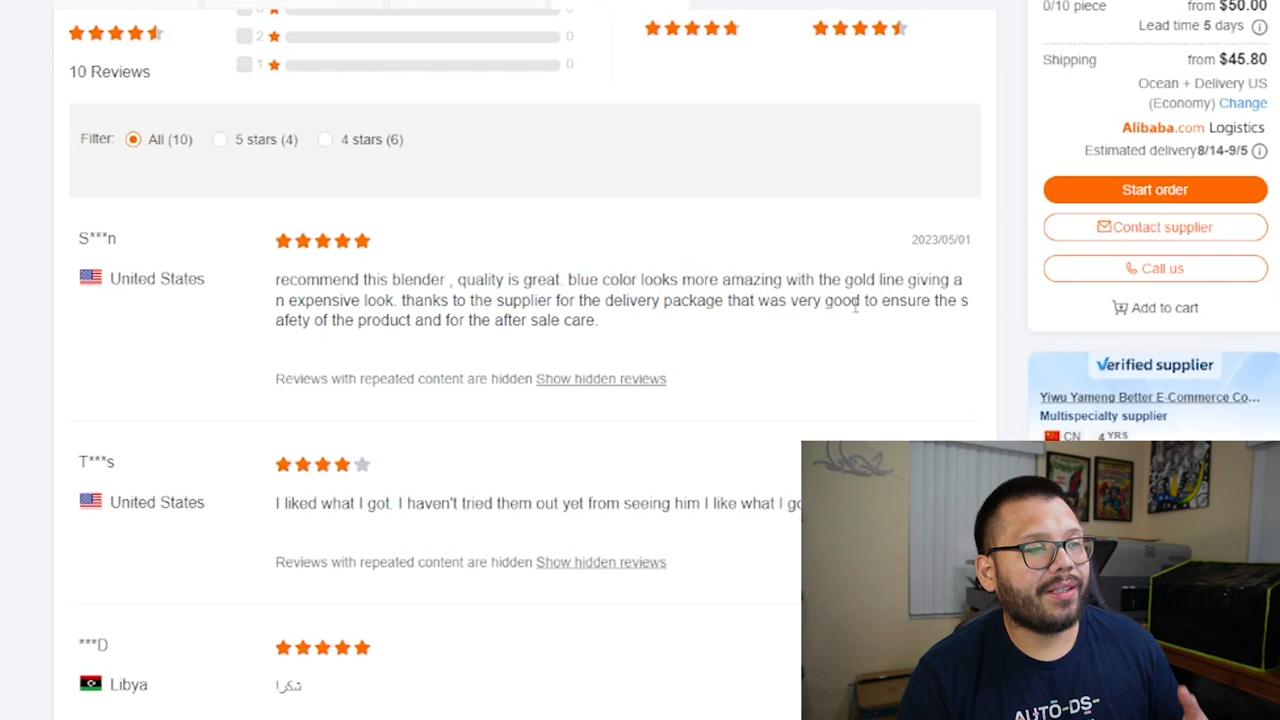 0/10 piece from $50.00
Lead time 5 days
2 0
10 Reviews
1 0
Shipping from $45.80
Ocean + Delivery US
(Economy) Change
Alibaba.com Logistics
Estimated delivery8/14-9/5
Filter: All (10) 5 stars (4) 4 stars (6)
Start order
Contact supplier
Call us
Add to cart
S***n
2023/05/01
United States
recommend this blender , quality is great. blue color looks more amazing with the gold line giving a
n expensive look. thanks to the supplier for the delivery package that was very good to ensure the s
afety of the product and for the after sale care.
Reviews with repeated content are hidden Show hidden reviews
Verified supplier
Yiwu Yameng Better E-Commerce Co...
Multispecialty supplier
CN 4 YRS
T***s
United States
I liked what I got. I haven't tried them out yet from seeing him I like what I go
Reviews with repeated content are hidden Show hidden reviews
***D
Libya
شكرا
AUTO-DS-